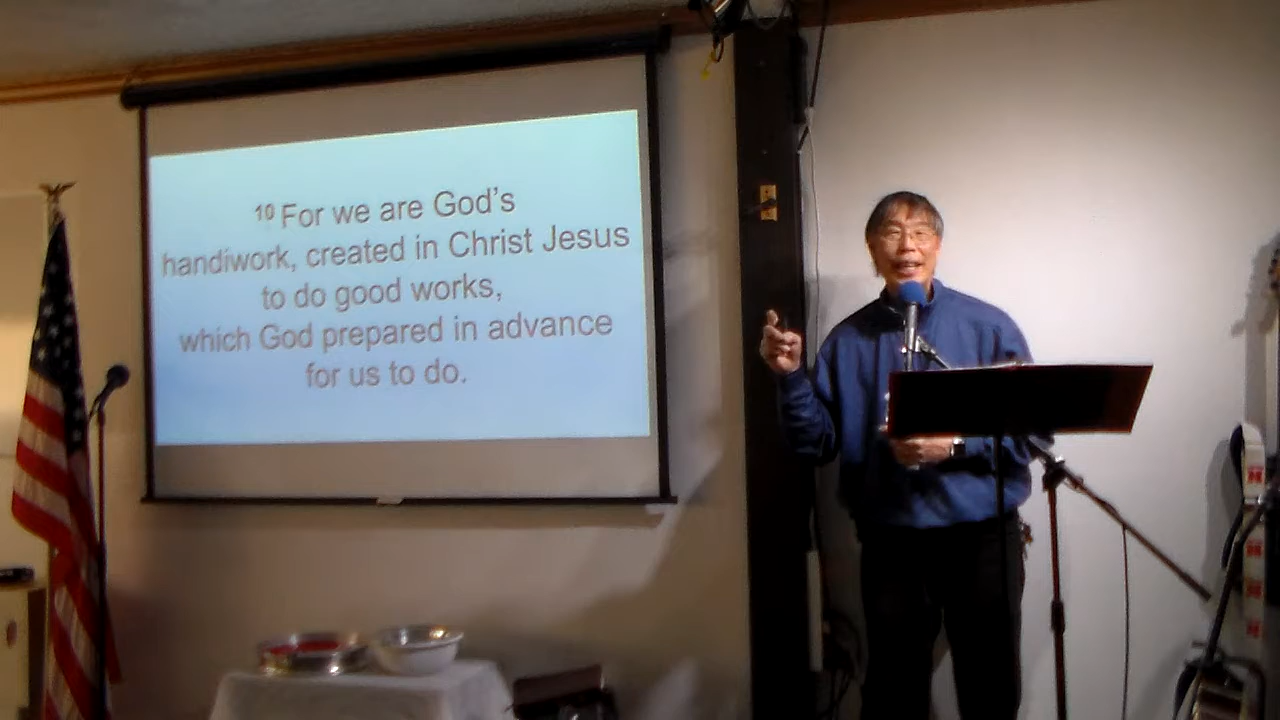 10 For we are God's
handiwork, created in Christ Jesus
to do good works,
which God prepared in advance
for us to do.